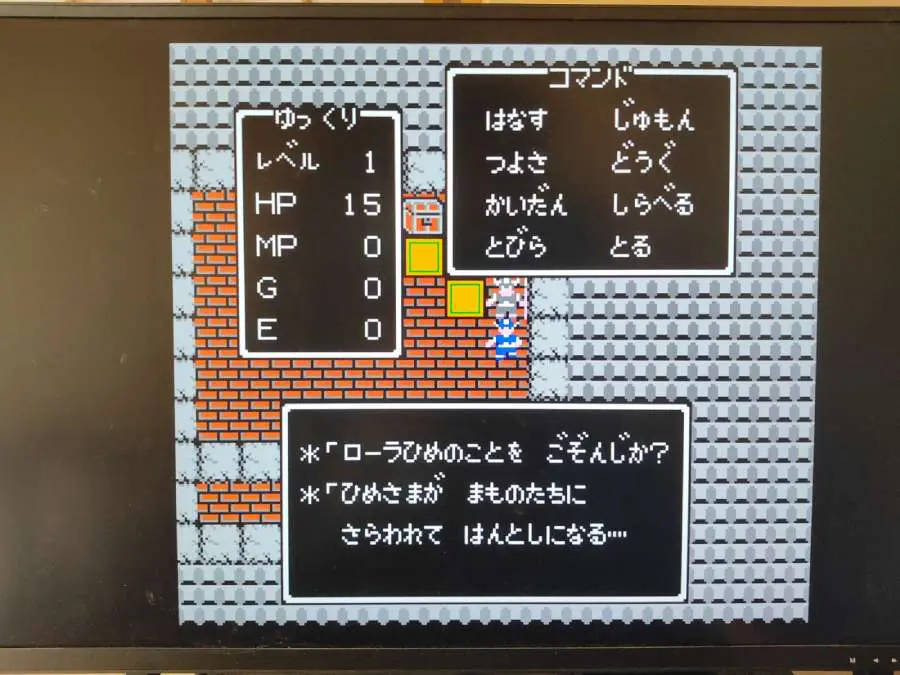 ゆっくり
レベル 1
HP 15
MP 0
G 0
E 0
コマンド
はなす じゅもん
つよさ どうぐ
かいだん しらべる
とびら とる
*「ローラひめのことを ごぞんじか?
*「ひめさまが まものたちに
さらわれて はんとしになる‥‥
M ◄ ►